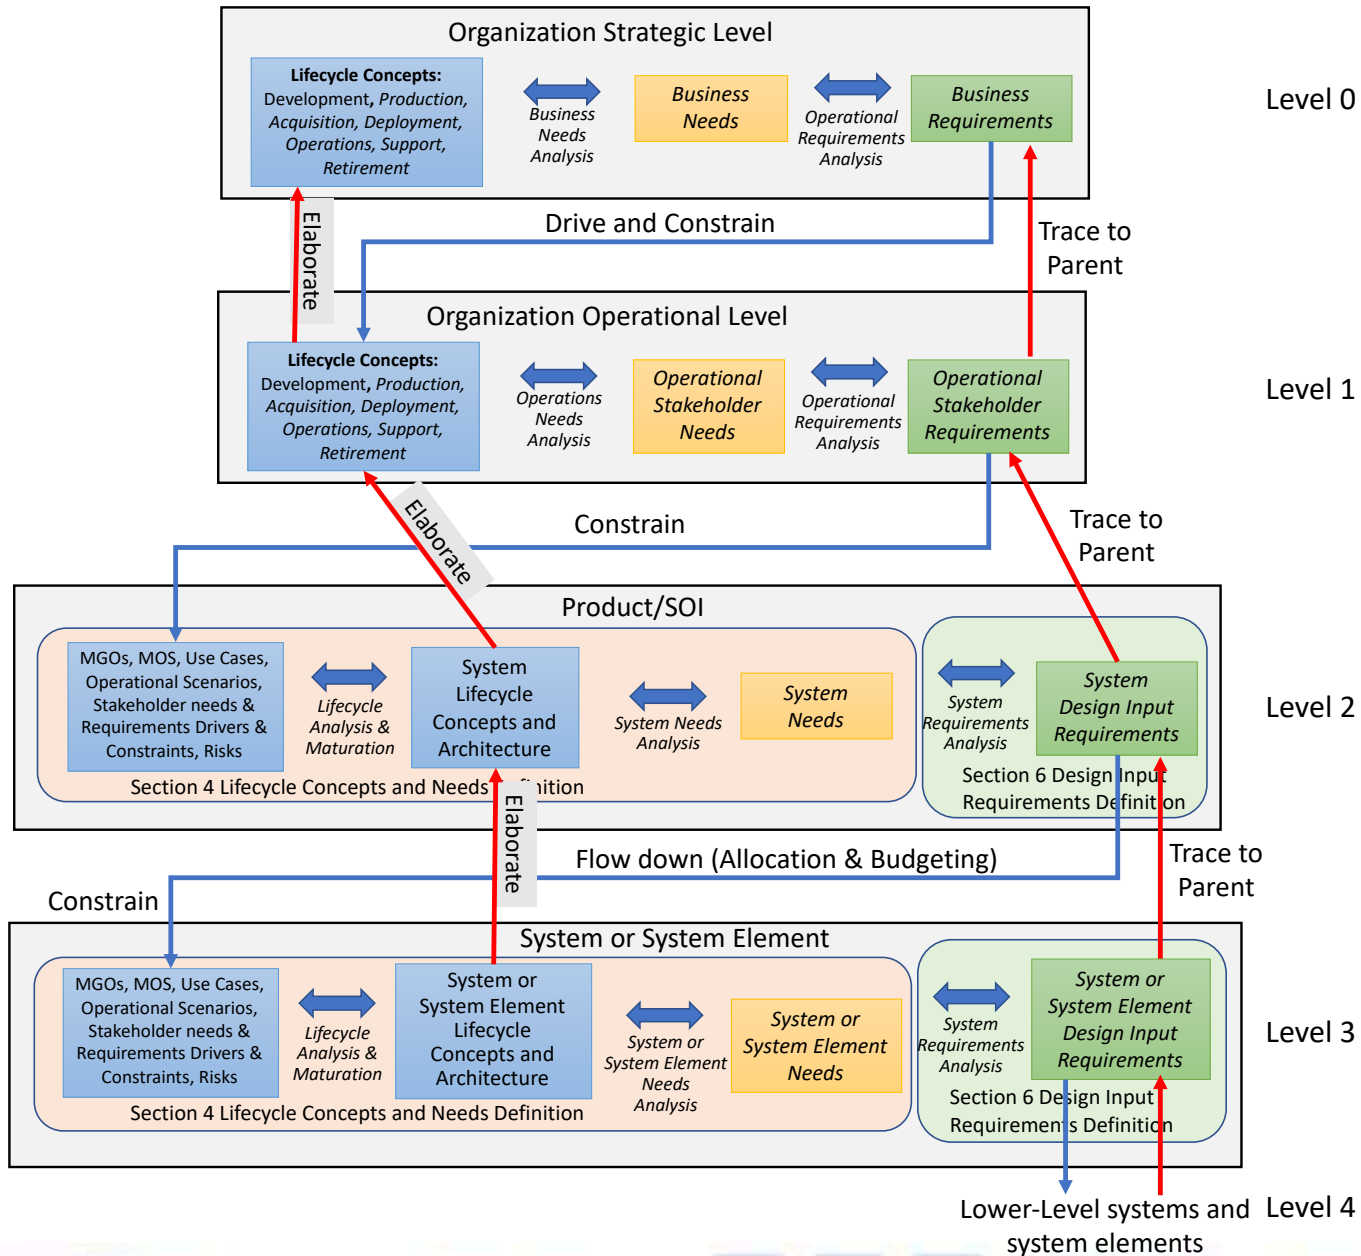 Organization Strategic Level
Lifecycle Concepts:
Development, Production,
Acquisition, Deployment,
Operations, Support,
Retirement
Business
Needs
Analysis
Business
Needs
Operational
Requirements
Analysis
Business
Requirements
Level 0
Elaborate
Drive and Constrain
Trace to
Parent
Organization Operational Level
Lifecycle Concepts:
Development, Production,
Acquisition, Deployment,
Operations, Support,
Retirement
Operations
Needs
Analysis
Operational
Stakeholder
Needs
Operational
Requirements
Analysis
Operational
Stakeholder
Requirements
Level 1
Elaborate
Constrain
Trace to
Parent
Product/SOI
MGOs, MOS, Use Cases,
Operational Scenarios,
Stakeholder needs &
Requirements Drivers &
Constraints, Risks
Lifecycle
Analysis &
Maturation
System
Lifecycle
Concepts and
Architecture
System Needs
Analysis
System
Needs
System
Requirements
Analysis
System
Design Input
Requirements
Level 2
Section 4 Lifecycle Concepts and Needs Definition
Section 6 Design Input
Requirements Definition
Elaborate
Flow down (Allocation & Budgeting)
Trace to
Parent
Constrain
System or System Element
MGOs, MOS, Use Cases,
Operational Scenarios,
Stakeholder needs &
Requirements Drivers &
Constraints, Risks
Lifecycle
Analysis &
Maturation
System or
System Element
Lifecycle
Concepts and
Architecture
System or
System Element
Needs
Analysis
System or
System Element
Needs
System
Requirements
Analysis
System or
System Element
Design Input
Requirements
Level 3
Section 4 Lifecycle Concepts and Needs Definition
Section 6 Design Input
Requirements Definition
Lower-Level systems and
system elements
Level 4